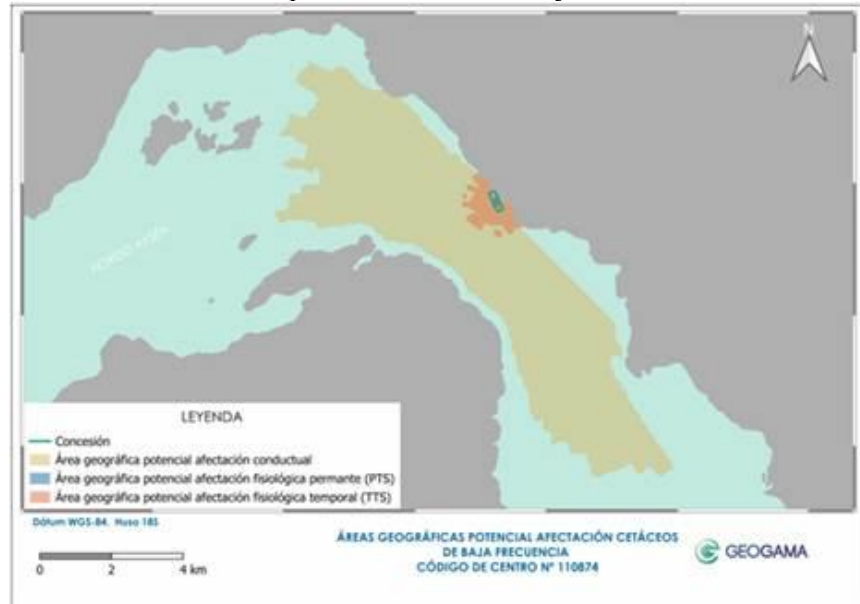 LEYENDA
Concesión
Área geográfica potencial afectación conductual
Área geográfica potencial afectación fisiológica permante (PTS)
Área geográfica potencial afectación fisiológica temporal (TTS)
Dátum WGS-84. Huso 18S
0 2 4 km
ÁREAS GEOGRÁFICAS POTENCIAL AFECTACIÓN CETÁCEOS
DE BAJA FRECUENCIA
CÓDIGO DE CENTRO N° 110874
GEOGAMA